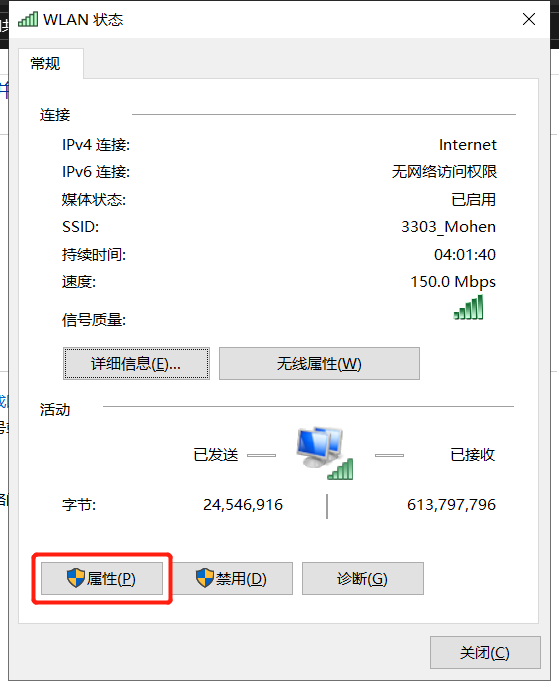 WLAN 状态
常规
连接
IPv4 连接: Internet
IPv6 连接: 无网络访问权限
媒体状态: 已启用
SSID: 3303_Mohen
持续时间: 04:01:40
速度: 150.0 Mbps
信号质量:
详细信息(E)... 无线属性(W)
活动
已发送 已接收
字节: 24,546,916 613,797,796
属性(P) 禁用(D) 诊断(G)
关闭(C)